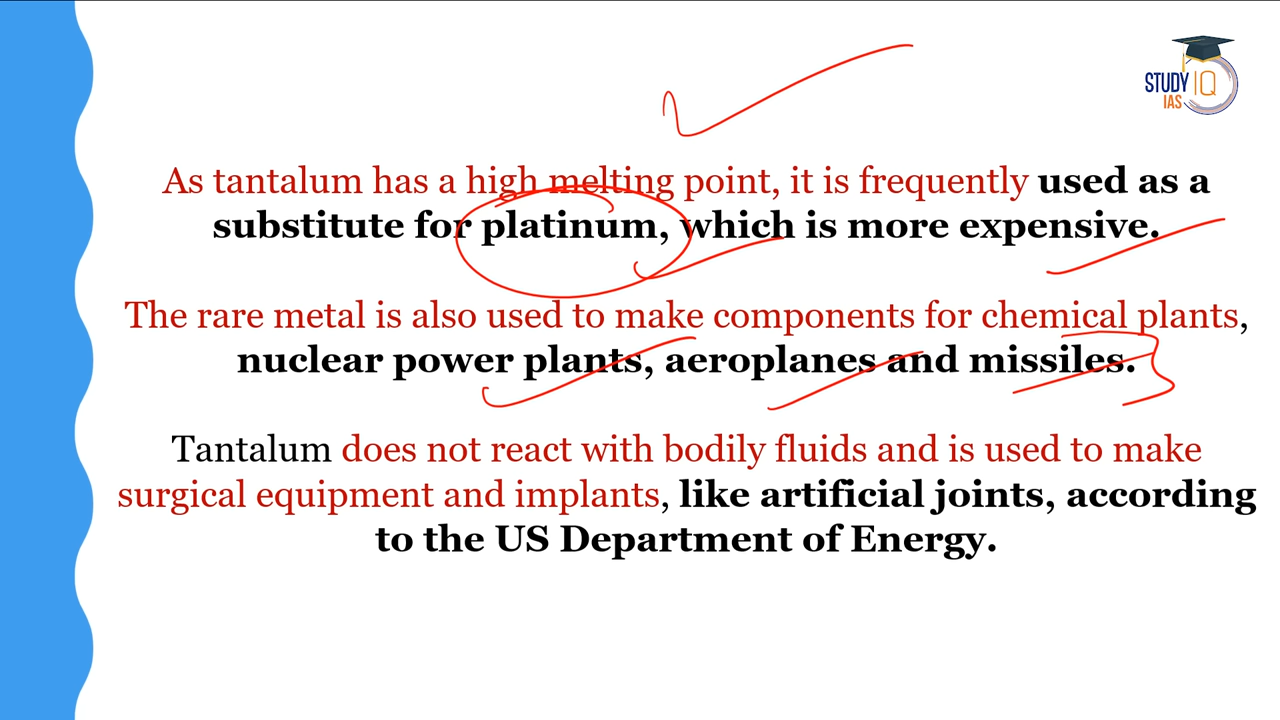 STUDY IQ
IAS
As tantalum has a high melting point, it is frequently used as a
substitute for platinum, which is more expensive.
The rare metal is also used to make components for chemical plants,
nuclear power plants, aeroplanes and missiles.
Tantalum does not react with bodily fluids and is used to make
surgical equipment and implants, like artificial joints, according
to the US Department of Energy.